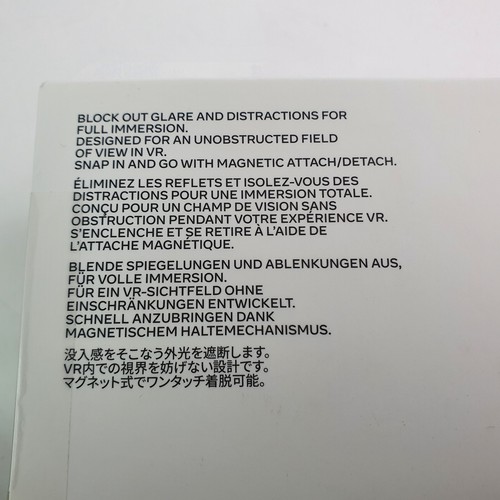 BLOCK OUT GLARE AND DISTRACTIONS FOR
FULL IMMERSION.
DESIGNED FOR AN UNOBSTRUCTED FIELD
OF VIEW IN VR.
SNAP IN AND GO WITH MAGNETIC ATTACH/DETACH.
ÉLIMINEZ LES REFLETS ET ISOLEZ-VOUS DES
DISTRACTIONS POUR UNE IMMERSION TOTALE.
CONÇU POUR UN CHAMP DE VISION SANS
OBSTRUCTION PENDANT VOTRE EXPÉRIENCE VR.
S'ENCLENCHE ET SE RETIRE À L'AIDE DE
L'ATTACHE MAGNÉTIQUE.
BLENDE SPIEGELUNGEN UND ABLENKUNGEN AUS,
FÜR VOLLE IMMERSION.
FÜR EIN VR-SICHTFELD OHNE
EINSCHRÄNKUNGEN ENTWICKELT.
SCHNELL ANZUBRINGEN DANK
MAGNETISCHEM HALTEMECHANISMUS.
没入感をそこなう外光を遮断します。
VR内での視界を妨げない設計です。
マグネット式でワンタッチ着脱可能。